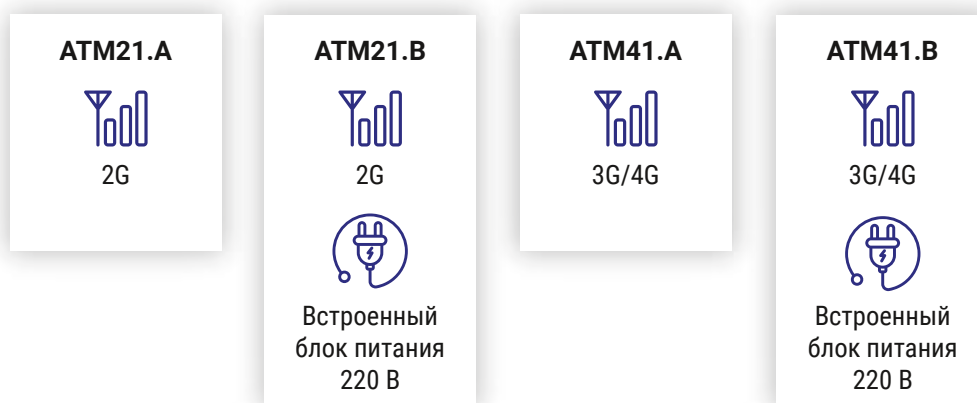 ATM21.A
2G
ATM21.B
2G
Встроенный
блок питания
220 В
ATM41.A
3G/4G
ATM41.B
3G/4G
Встроенный
блок питания
220 В